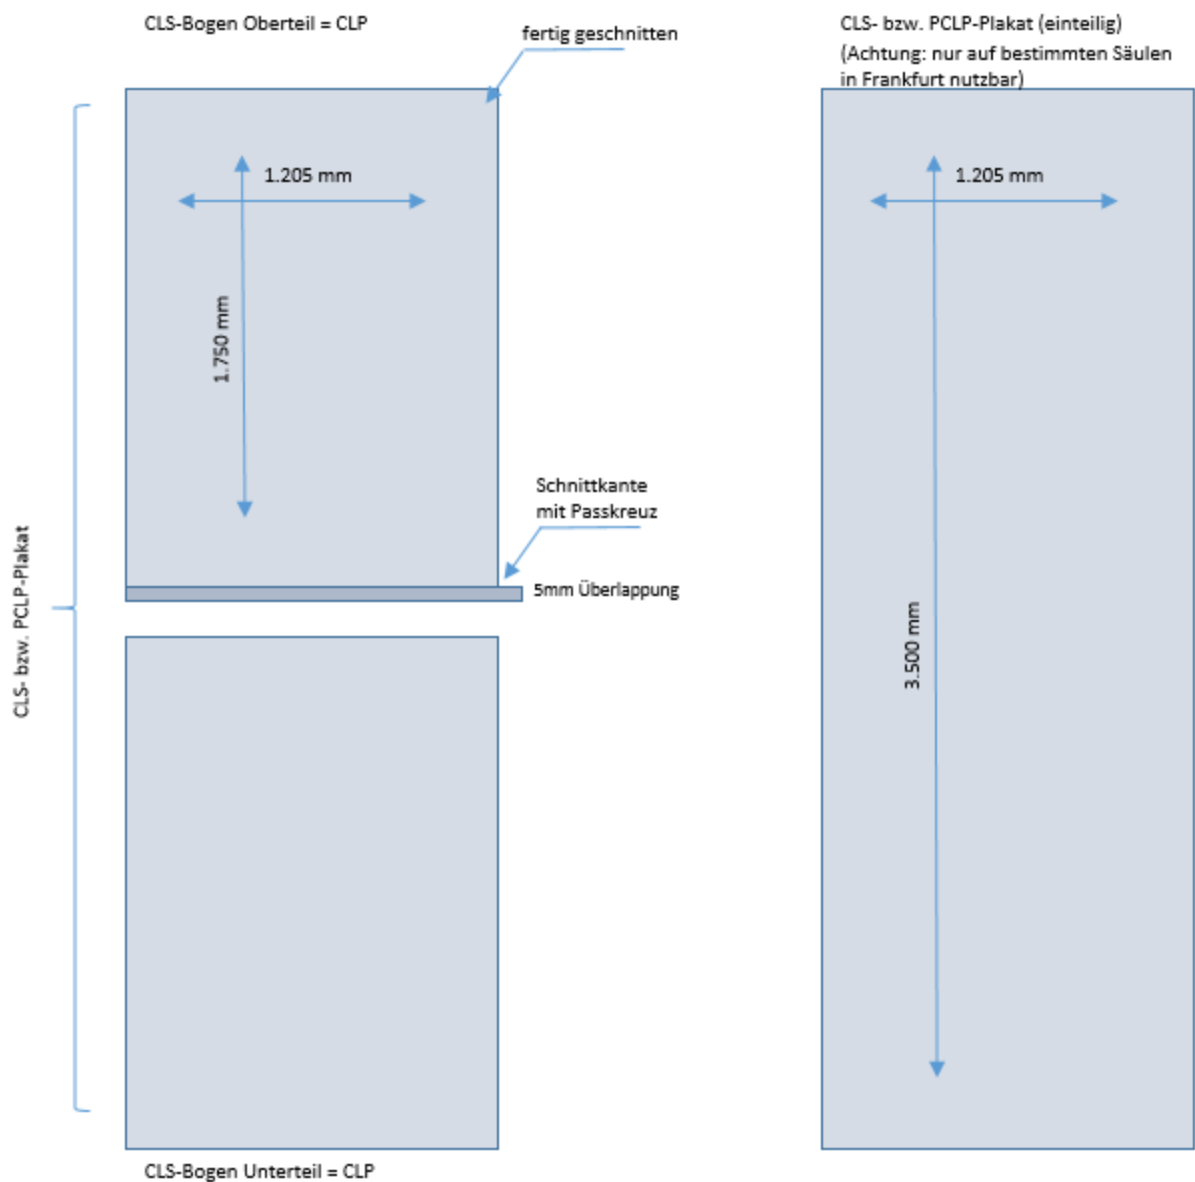 CLS-Bogen Oberteil = CLP
fertig geschnitten
1.205 mm
1.750 mm
Schnittkante
mit Passkreuz
5mm Überlappung
CLS- bzw. PCLP-Plakat
CLS-Bogen Unterteil = CLP
CLS- bzw. PCLP-Plakat (einteilig)
(Achtung: nur auf bestimmten Säulen
in Frankfurt nutzbar)
1.205 mm
3.500 mm